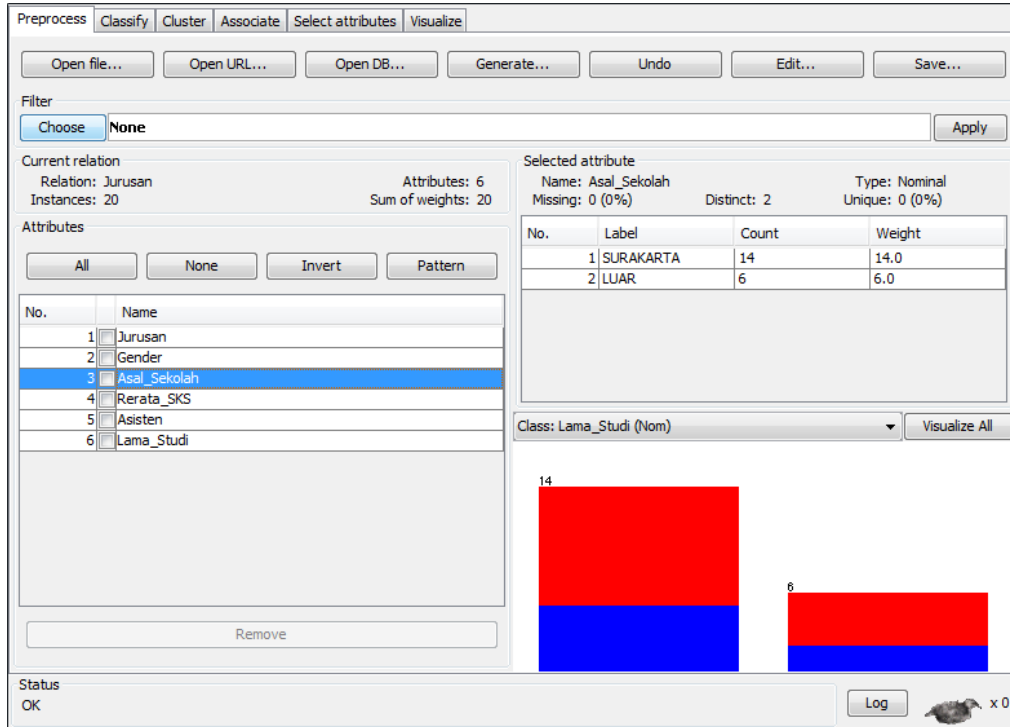 Preprocess Classify Cluster Associate Select attributes Visualize
Open file... Open URL... Open DB... Generate... Undo Edit... Save...
Filter
Choose None Apply
Current relation
Relation: Jurusan Attributes: 6
Instances: 20 Sum of weights: 20
Attributes
All None Invert Pattern
No. Name
1 Jurusan
2 Gender
3 Asal_Sekolah
4 Rerata_SKS
5 Asisten
6 Lama_Studi
Remove
Selected attribute
Name: Asal_Sekolah Type: Nominal
Missing: 0 (0%) Distinct: 2 Unique: 0 (0%)
No. Label Count Weight
1 SURAKARTA 14 14.0
2 LUAR 6 6.0
Class: Lama_Studi (Nom) Visualize All
14
6
Status
OK Log x 0